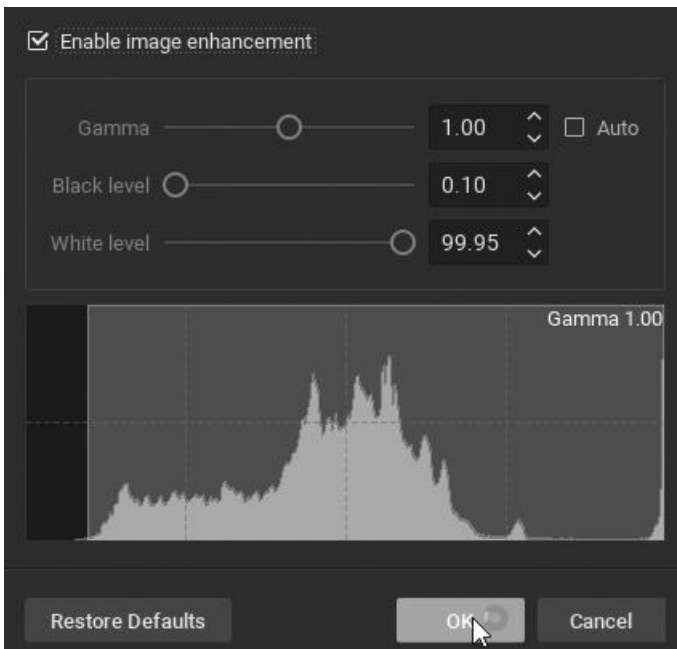 Enable image enhancement
Gamma 1.00 Auto
Black level 0.10
White level 99.95
Gamma 1.00
Restore Defaults OK Cancel